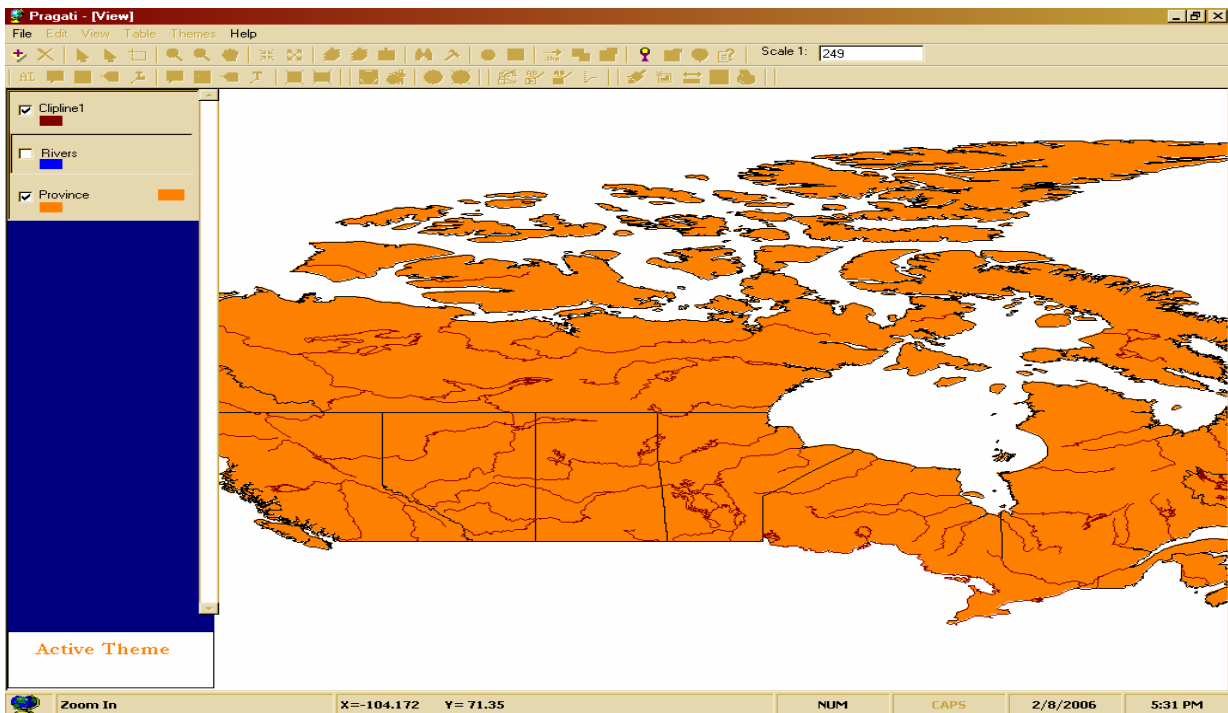 Pragati - [View]
File Edit View Table Themes Help
Scale 1: 249
Clipline1
Rivers
Province
Active Theme
Zoom In X=-104.172 Y= 71.35 NUM CAPS 2/8/2006 5:31 PM